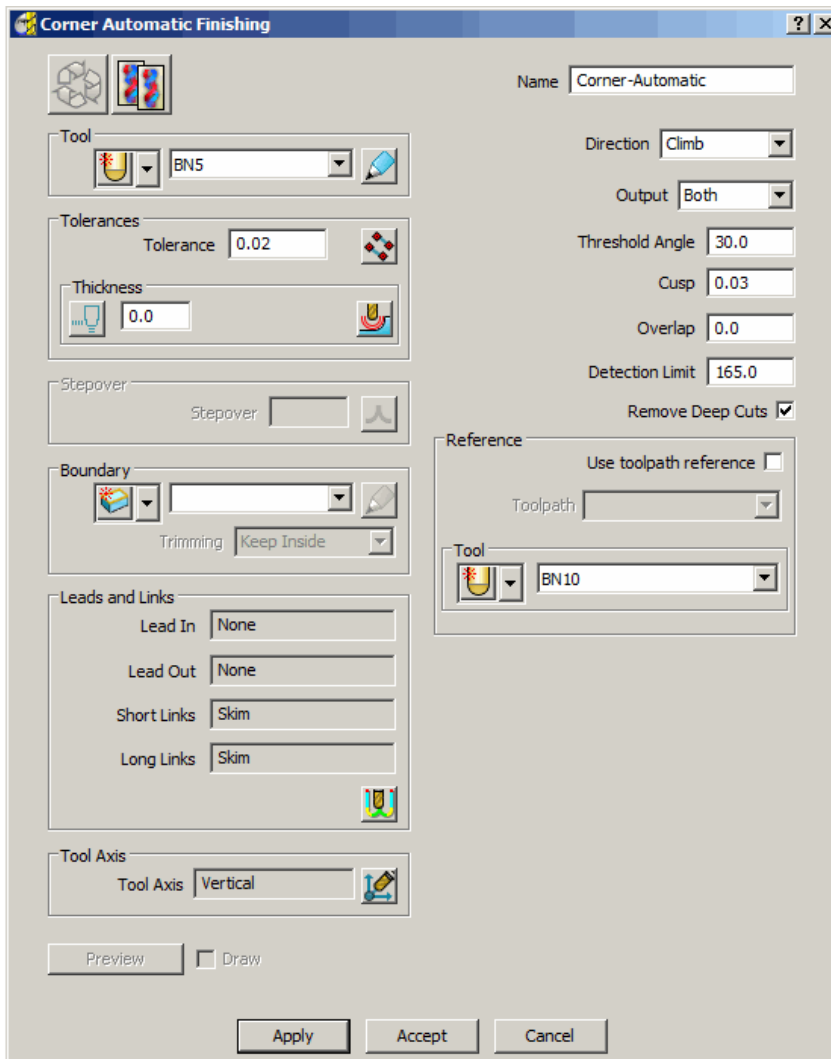 Corner Automatic Finishing
Name Corner-Automatic
Tool
BN5
Direction Climb
Output Both
Tolerances
Tolerance 0.02
Threshold Angle 30.0
Thickness
0.0
Cusp 0.03
Overlap 0.0
Detection Limit 165.0
Stepover
Stepover
Remove Deep Cuts
Reference
Use toolpath reference
Toolpath
Boundary
Trimming Keep Inside
Tool
BN10
Leads and Links
Lead In None
Lead Out None
Short Links Skim
Long Links Skim
Tool Axis
Tool Axis Vertical
Preview Draw
Apply Accept Cancel